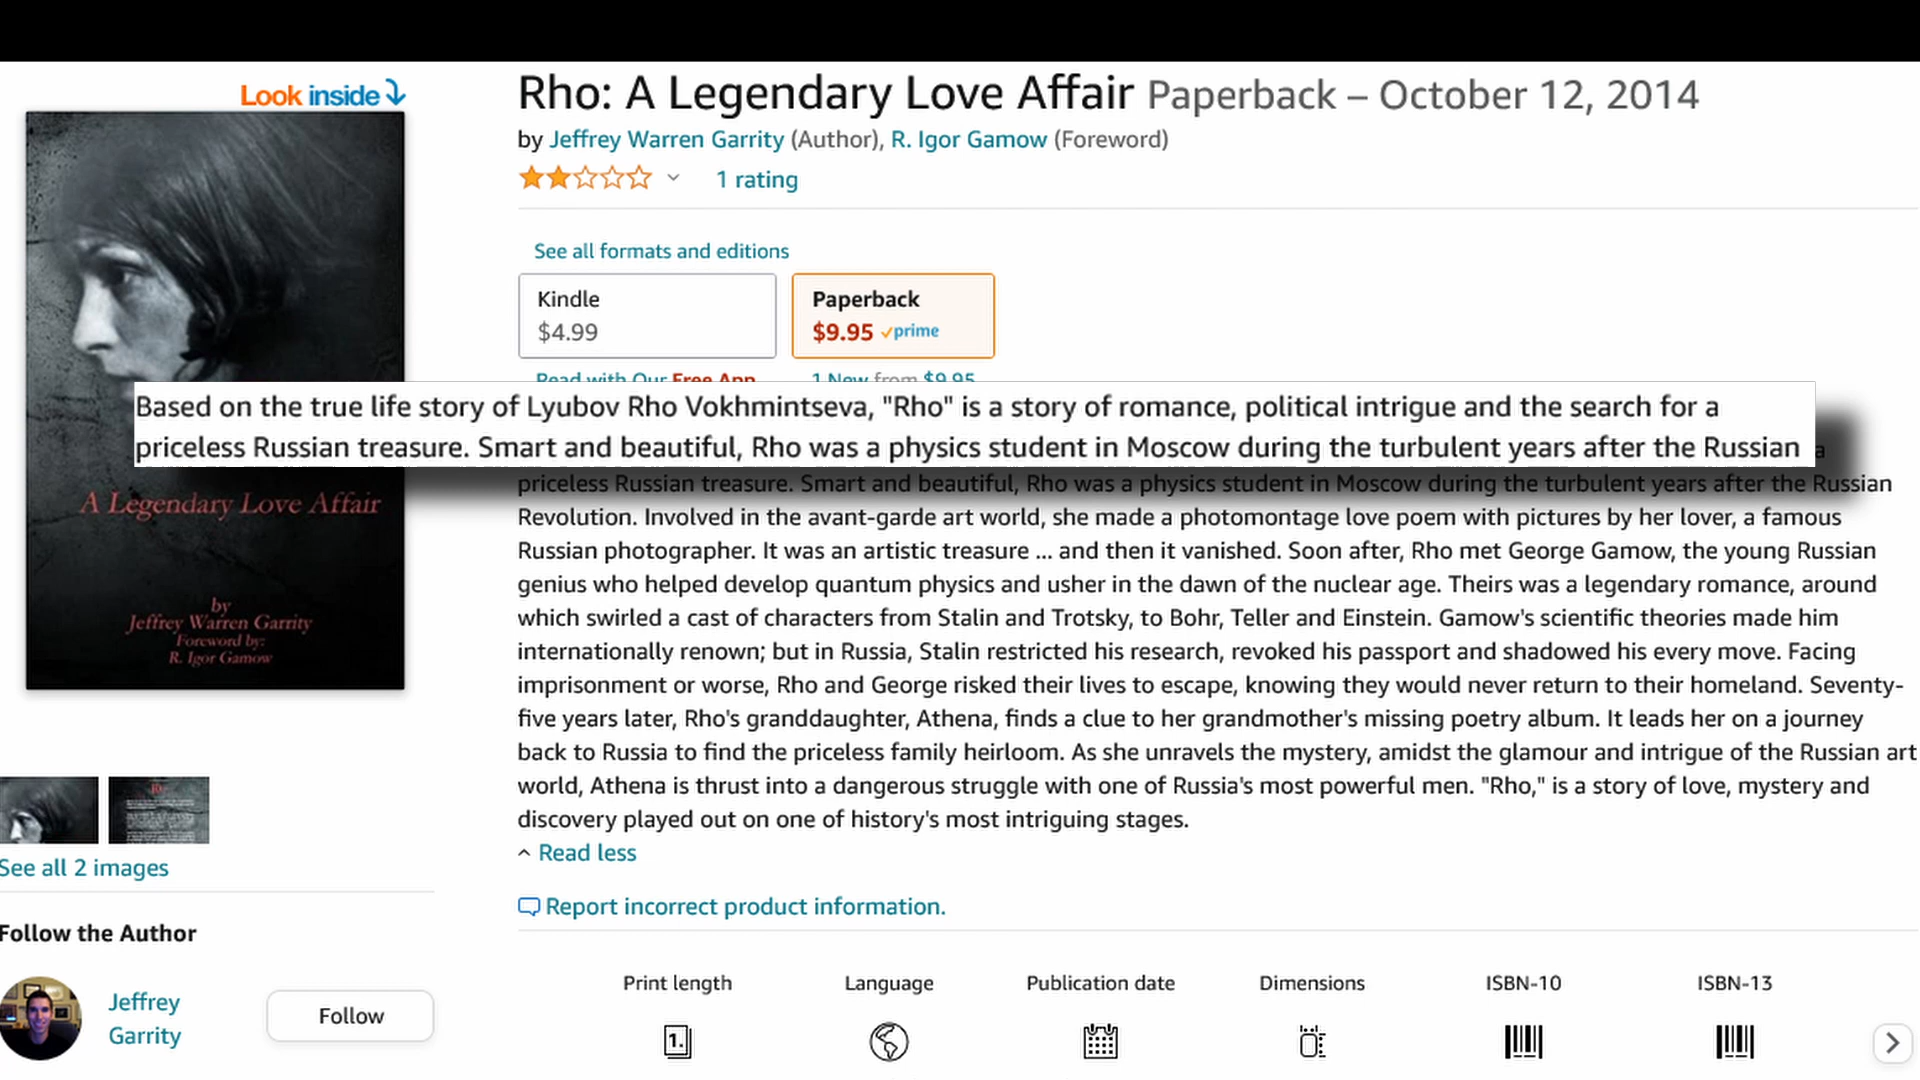 Look inside
Rho: A Legendary Love Affair Paperback – October 12, 2014
by Jeffrey Warren Garrity (Author), R. Igor Gamow (Foreword)
1 rating
See all formats and editions
Kindle
$4.99
Paperback
$9.95 prime
Read with Our Free App
1 New from $9.95
Based on the true life story of Lyubov Rho Vokhmintseva, "Rho" is a story of romance, political intrigue and the search for a
priceless Russian treasure. Smart and beautiful, Rho was a physics student in Moscow during the turbulent years after the Russian
a
priceless Russian treasure. Smart and beautiful, Rho was a physics student in Moscow during the turbulent years after the Russian
Revolution. Involved in the avant-garde art world, she made a photomontage love poem with pictures by her lover, a famous
Russian photographer. It was an artistic treasure ... and then it vanished. Soon after, Rho met George Gamow, the young Russian
genius who helped develop quantum physics and usher in the dawn of the nuclear age. Theirs was a legendary romance, around
which swirled a cast of characters from Stalin and Trotsky, to Bohr, Teller and Einstein. Gamow's scientific theories made him
internationally renown; but in Russia, Stalin restricted his research, revoked his passport and shadowed his every move. Facing
imprisonment or worse, Rho and George risked their lives to escape, knowing they would never return to their homeland. Seventy-
five years later, Rho's granddaughter, Athena, finds a clue to her grandmother's missing poetry album. It leads her on a journey
back to Russia to find the priceless family heirloom. As she unravels the mystery, amidst the glamour and intrigue of the Russian art
world, Athena is thrust into a dangerous struggle with one of Russia's most powerful men. "Rho," is a story of love, mystery and
discovery played out on one of history's most intriguing stages.
Read less
Report incorrect product information.
A Legendary Love Affair
by
Jeffrey Warren Garrity
Foreword by:
R. Igor Gamow
See all 2 images
Follow the Author
Jeffrey
Garrity
Follow
Print length
Language
Publication date
Dimensions
ISBN-10
ISBN-13
1.